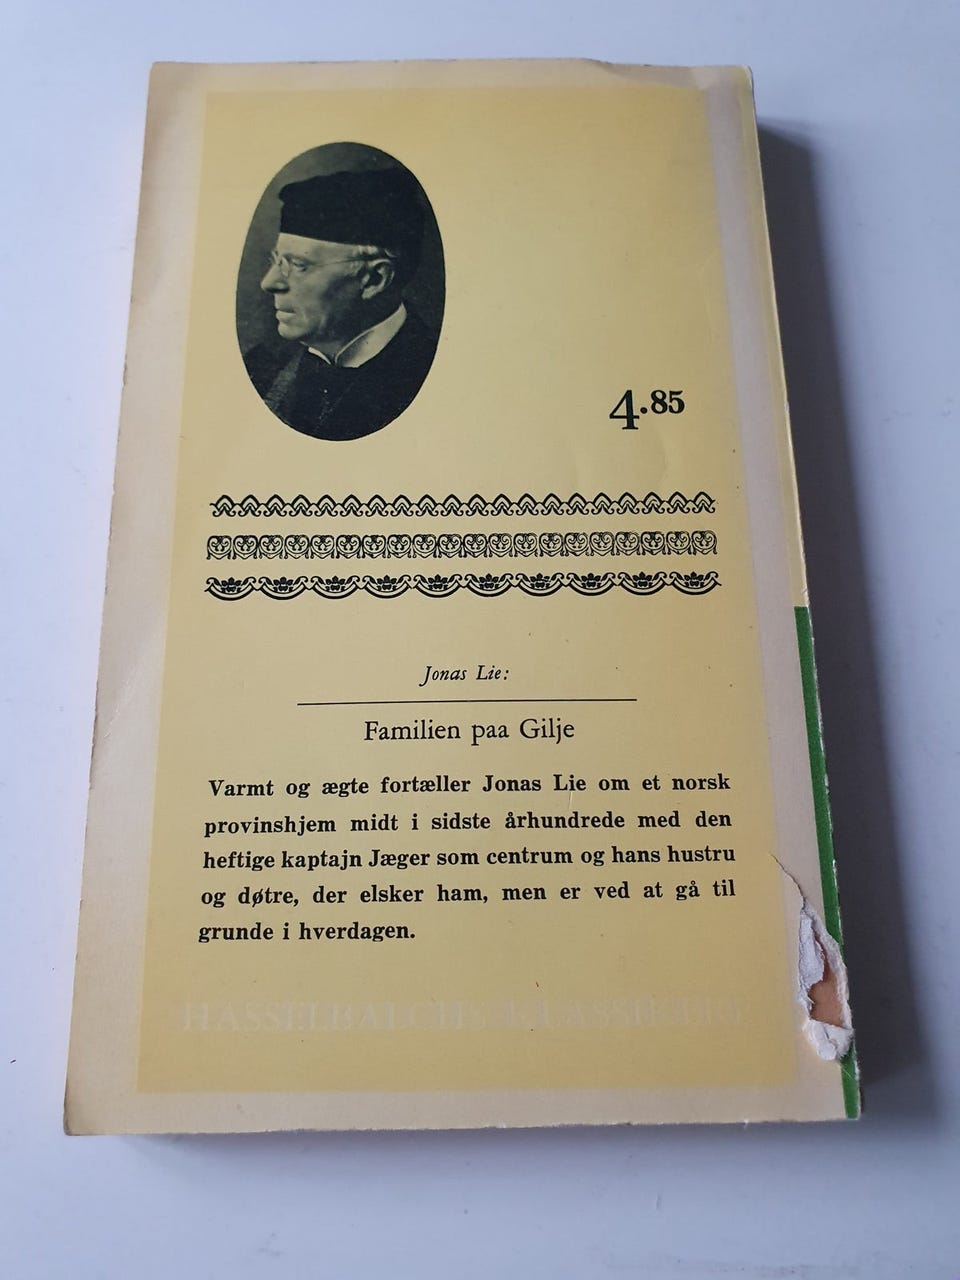 4.85
Jonas Lie:
Familien paa Gilje
Varmt og ægte fortæller Jonas Lie om et norsk
provinshjem midt i sidste århundrede med den
heftige kaptajn Jæger som centrum og hans hustru
og døtre, der elsker ham, men er ved at gå til
grunde i hverdagen.
HASSELBALCHS KLASSIKERE